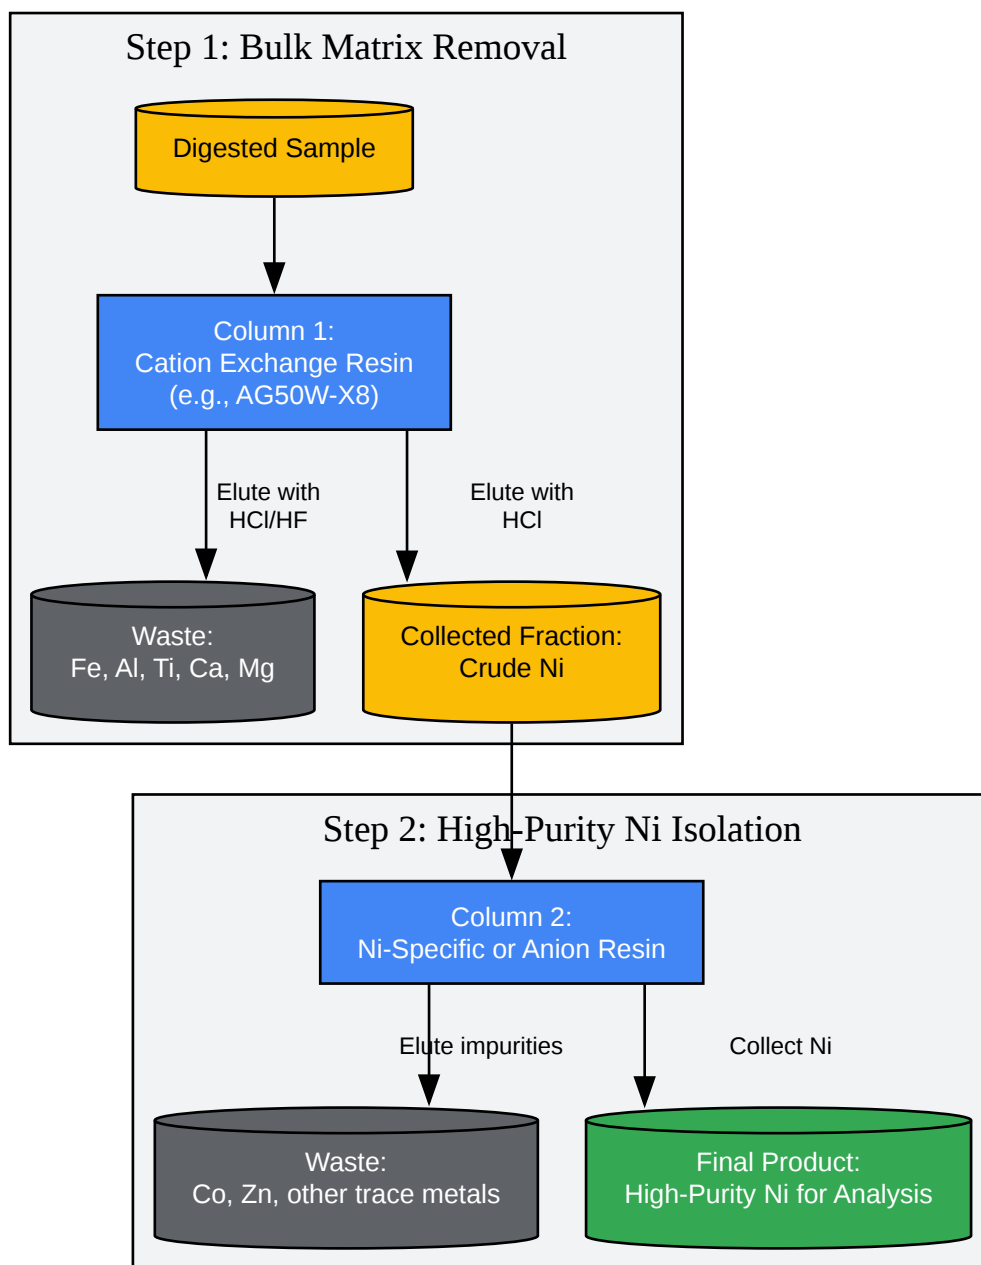 Step 1: Bulk Matrix Removal
Digested Sample
Column 1:
Cation Exchange Resin
(e.g., AG50W-X8)
Elute with
HCl/HF
Elute with
HCl
Waste:
Fe, Al, Ti, Ca, Mg
Collected Fraction:
Crude Ni
Step 2: High-Purity Ni Isolation
Column 2:
Ni-Specific or Anion Resin
Elute impurities
Collect Ni
Waste:
Co, Zn, other trace metals
Final Product:
High-Purity Ni for Analysis